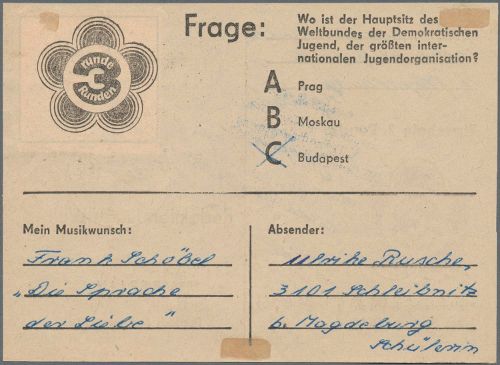 runde
3
Runden
Frage:
Wo ist der Hauptsitz des
Weltbundes der Demokratischen
Jugend, der größten inter-
nationalen Jugendorganisation?
A Prag
B Moskau
C Budapest
Mein Musikwunsch:
Frank Schöbel
"Die Sprache
der Liebe"
Absender:
Ulrike Rusche,
3101 Schleibnitz
b. Magdeburg
Schülerin